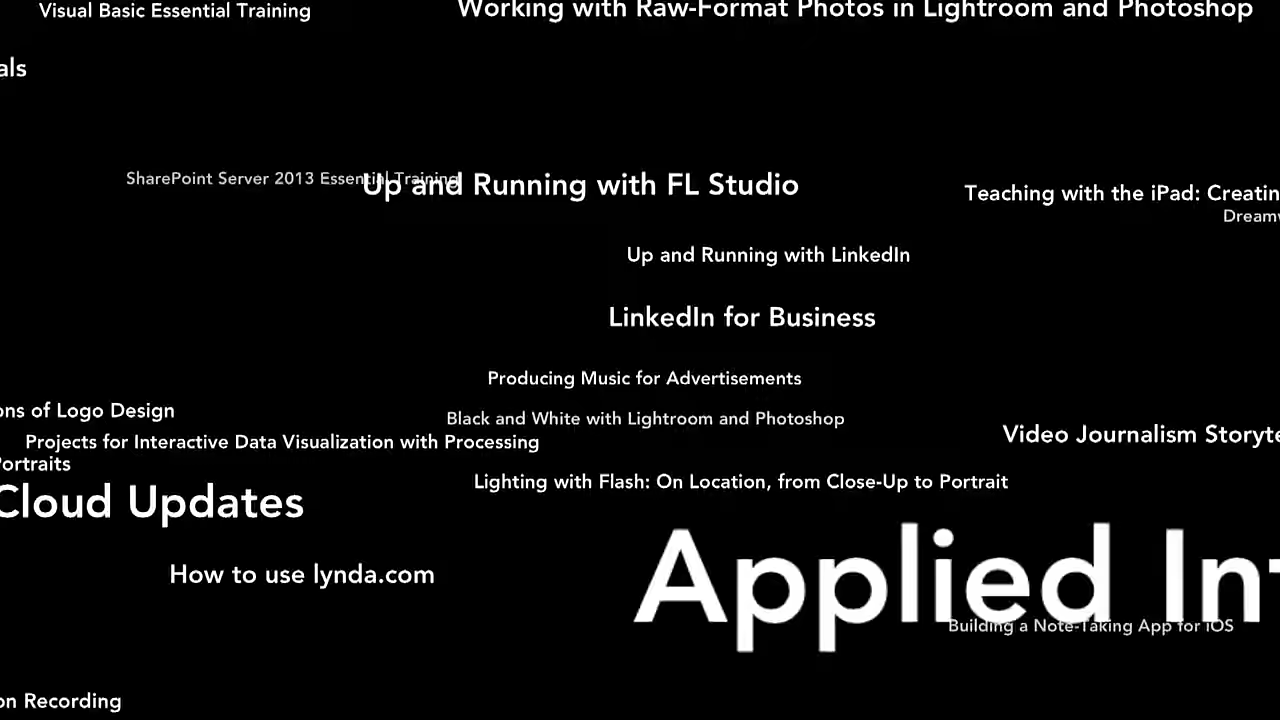 Visual Basic Essential Training
Working with Raw-Format Photos in Lightroom and Photoshop
als
SharePoint Server 2013 Essential Training
Up and Running with FL Studio
Teaching with the iPad: Creatin
Dreamw
Up and Running with LinkedIn
LinkedIn for Business
Producing Music for Advertisements
ons of Logo Design
Black and White with Lightroom and Photoshop
Video Journalism Storyte
Projects for Interactive Data Visualization with Processing
Portraits
Lighting with Flash: On Location, from Close-Up to Portrait
Cloud Updates
How to use lynda.com
Applied Int
Building a Note-Taking App for iOS
on Recording